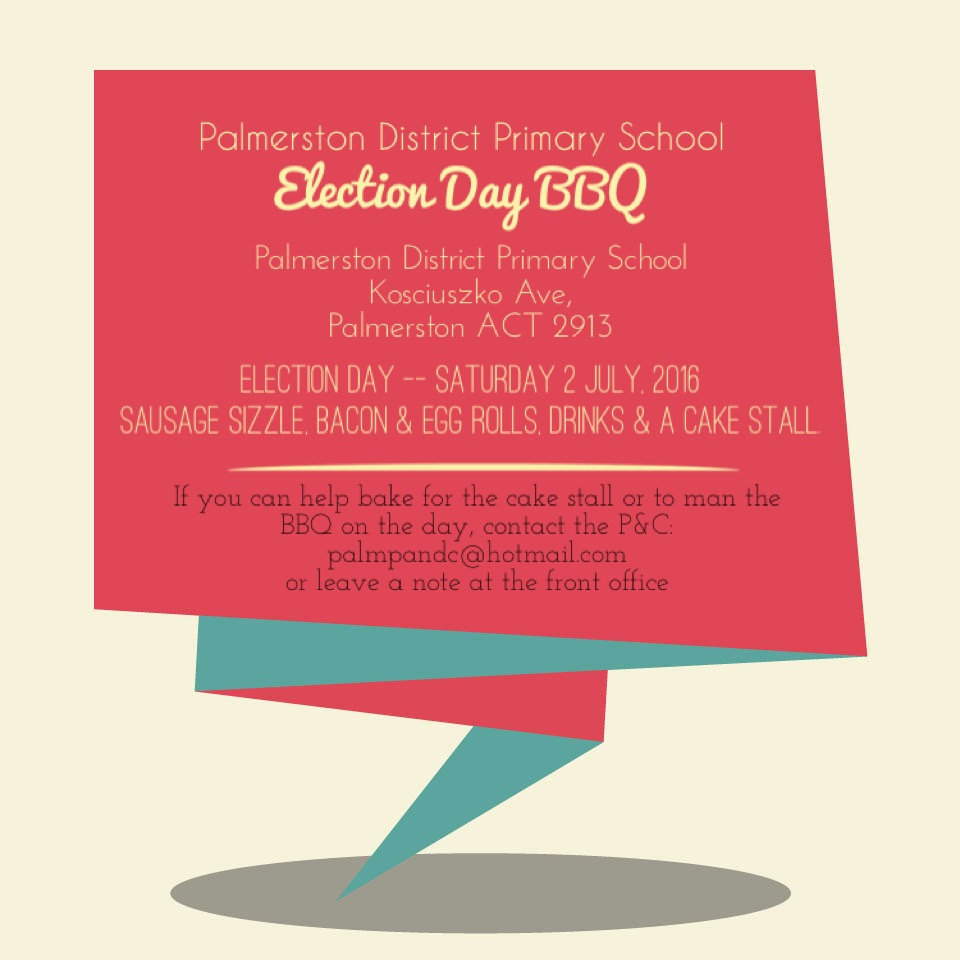 Palmerston District Primary School
Election Day BBQ
Palmerston District Primary School
Kosciuszko Ave,
Palmerston ACT 2913
ELECTION DAY -- SATURDAY 2 JULY, 2016
SAUSAGE SIZZLE, BACON & EGG ROLLS, DRINKS & A CAKE STALL.
If you can help bake for the cake stall or to man the
BBQ on the day, contact the P&C:
palmpandc@hotmail.com
or leave a note at the front office